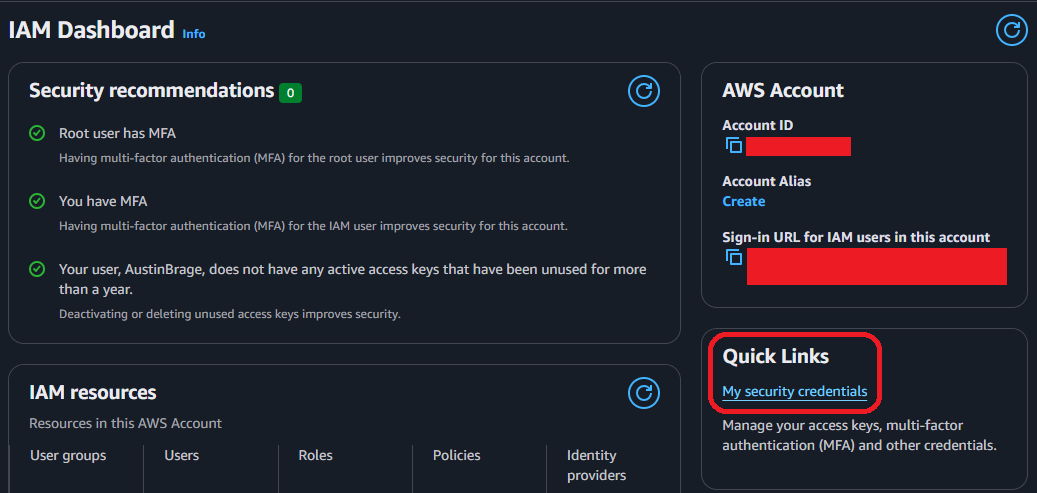 IAM Dashboard Info
Security recommendations 0
Root user has MFA
Having multi-factor authentication (MFA) for the root user improves security for this account.
You have MFA
Having multi-factor authentication (MFA) for the IAM user improves security for this account.
Your user, AustinBrage, does not have any active access keys that have been unused for more
than a year.
Deactivating or deleting unused access keys improves security.
IAM resources
Resources in this AWS Account
User groups
Users
Roles
Policies
Identity
providers
AWS Account
Account ID
Account Alias
Create
Sign-in URL for IAM users in this account
Quick Links
My security credentials
Manage your access keys, multi-factor
authentication (MFA) and other credentials.